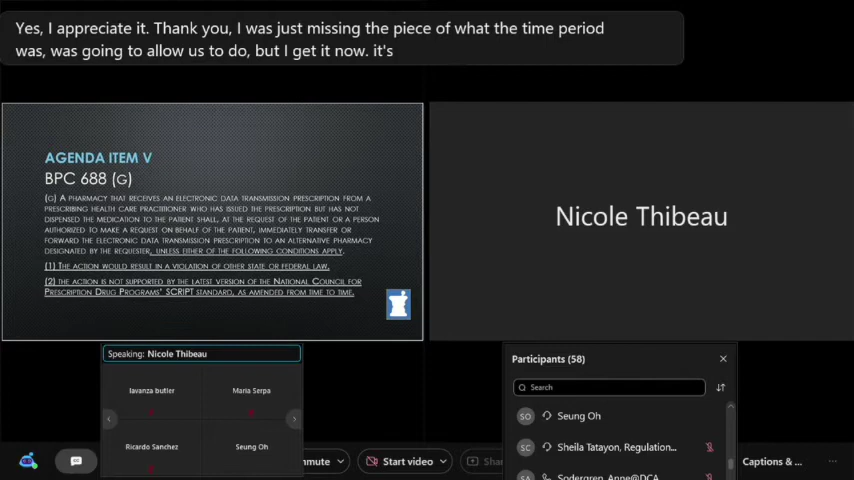 Yes, I appreciate it. Thank you, I was just missing the piece of what the time period
was, was going to allow us to do, but I get it now. it's
AGENDA ITEM V
BPC 688 (G)
(G) A PHARMACY THAT RECEIVES AN ELECTRONIC DATA TRANSMISSION PRESCRIPTION FROM A
PRESCRIBING HEALTH CARE PRACTITIONER WHO HAS ISSUED THE PRESCRIPTION BUT HAS NOT
DISPENSED THE MEDICATION TO THE PATIENT SHALL, AT THE REQUEST OF THE PATIENT OR A PERSON
AUTHORIZED TO MAKE A REQUEST ON BEHALF OF THE PATIENT, IMMEDIATELY TRANSFER OR
FORWARD THE ELECTRONIC DATA TRANSMISSION PRESCRIPTION TO AN ALTERNATIVE PHARMACY
DESIGNATED BY THE REQUESTER, UNLESS EITHER OF THE FOLLOWING CONDITIONS APPLY.
(1) THE ACTION WOULD RESULT IN A VIOLATION OF OTHER STATE OR FEDERAL LAW.
(2) THE ACTION IS NOT SUPPORTED BY THE LATEST VERSION OF THE NATIONAL COUNCIL FOR
PRESCRIPTION DRUG PROGRAMS' SCRIPT STANDARD, AS AMENDED FROM TIME TO TIME.
Nicole Thibeau
Speaking: Nicole Thibeau
lavanza butler
Maria Serpa
Ricardo Sanchez
Seung Oh
Participants (58)
Search
SO Seung Oh
SC Sheila Tatayon, Regulation...
SA Sodergren, Anne@DCA
mute
Start video
Shar
Captions & ...